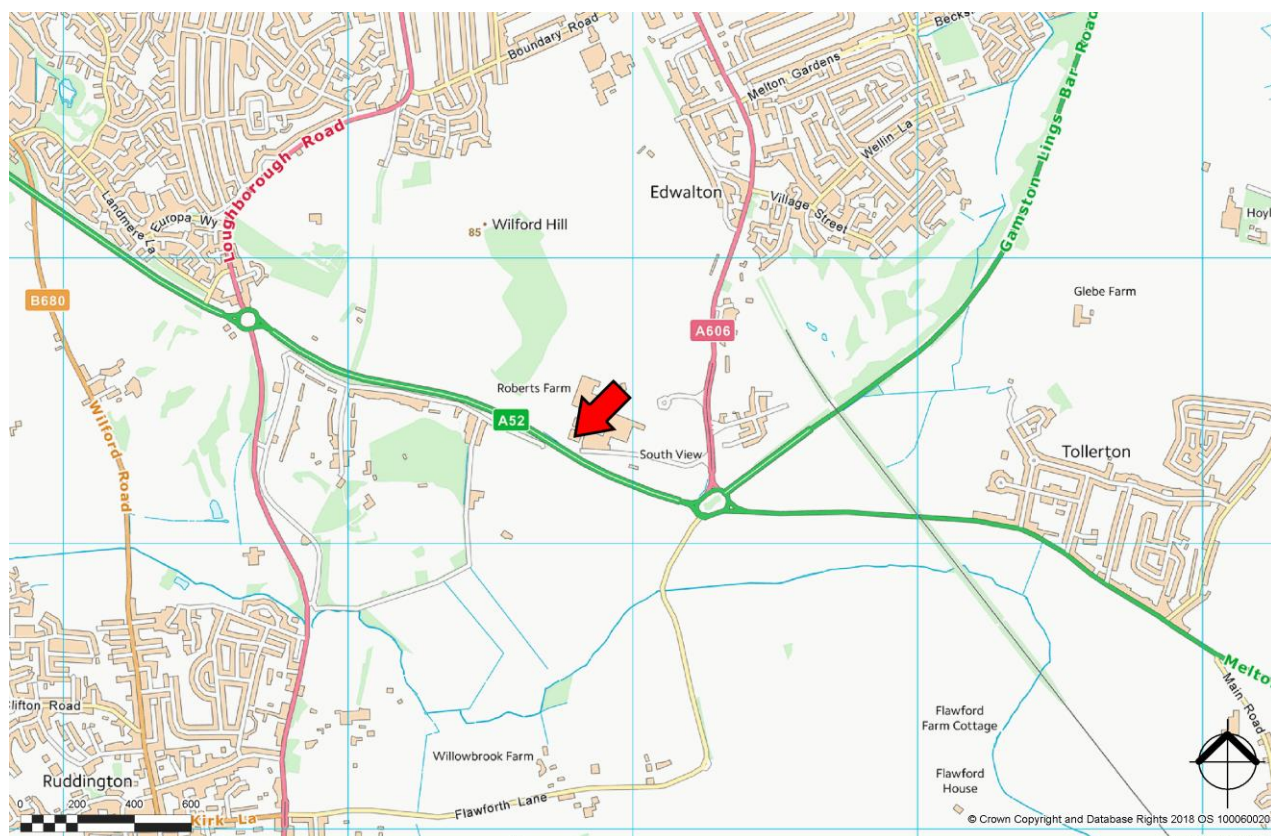 Boundary Road
Becks
Melton Gardens
Gamston Lings Bar Road
Loughborough Road
Wellin La
Landmere La
Europa Wy
Edwalton
Village Street
85
Wilford Hill
Hoyl
B680
Glebe Farm
A606
Roberts Farm
A52
South View
Tollerton
Wilford Road
Melto
Main Road
Clifton Road
Flawford
Farm Cottage
Willowbrook Farm
Flawford
House
Ruddington
0 200 400 600
Kirk La
Flawforth Lane
© Crown Copyright and Database Rights 2018 OS 100060020